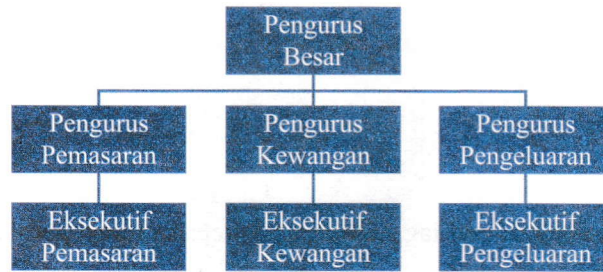 Pengurus
Besar
Pengurus
Pemasaran
Pengurus
Kewangan
Pengurus
Pengeluaran
Eksekutif
Pemasaran
Eksekutif
Kewangan
Eksekutif
Pengeluaran